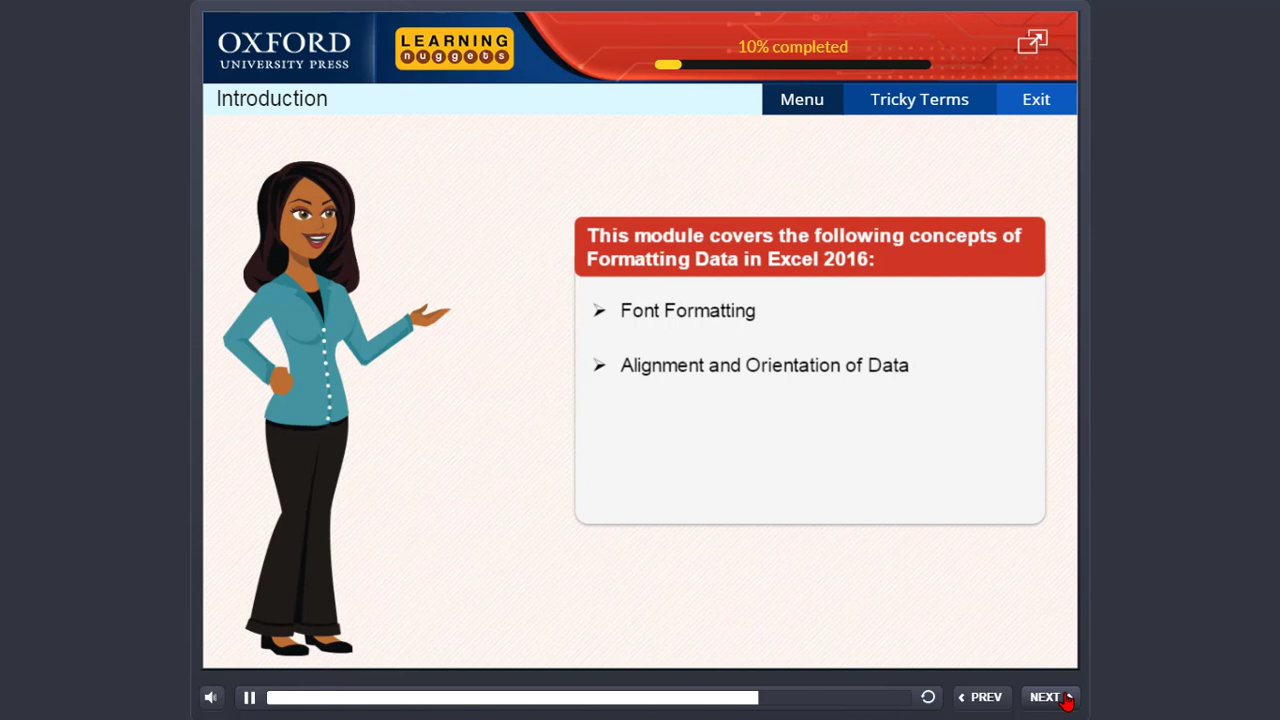 OXFORD
UNIVERSITY PRESS
LEARNING
nuggets
10% completed
Introduction
Menu
Tricky Terms
Exit
This module covers the following concepts of
Formatting Data in Excel 2016:
Font Formatting
Alignment and Orientation of Data
PREV
NEXT